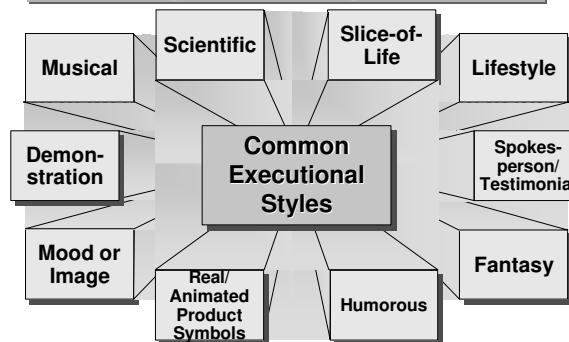 Scientific
Slice-of-
Life
Musical
Lifestyle
Common
Executional
Styles
Demon-
stration
Spokes-
person/
Testimonia
Mood or
Image
Fantasy
Real/
Animated
Product
Symbols
Humorous